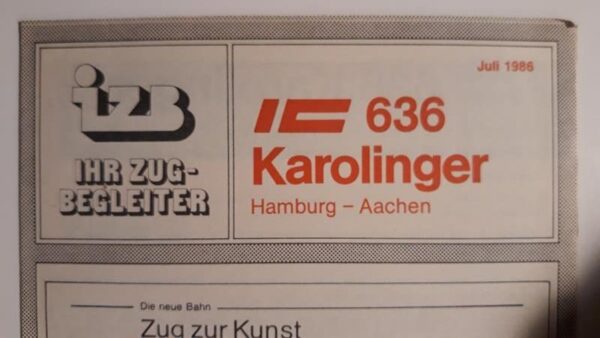 izb
IHR ZUG-
BEGLEITER
Juli 1986
IC 636
Karolinger
Hamburg – Aachen
Die neue Bahn
Zug zur Kunst